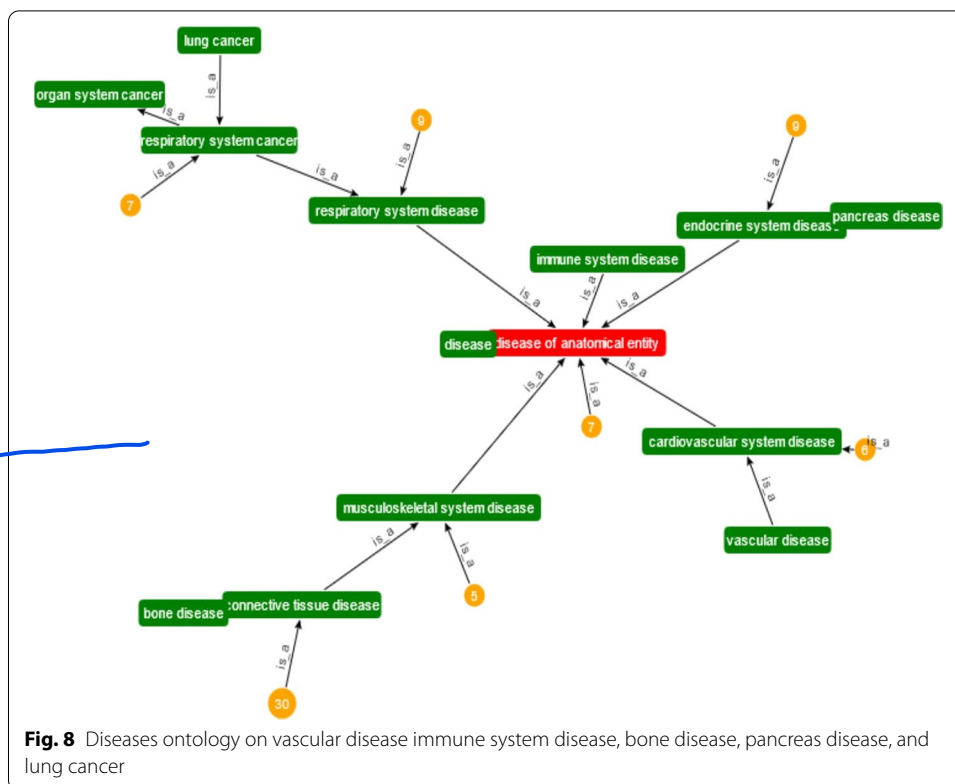 lung cancer
is_a
organ system cancer
is_a
respiratory system cancer
is_a
7
is_a
9
is_a
respiratory system disease
9
is_a
endocrine system disease
pancreas disease
immune system disease
is_a
is_a
is_a
disease
disease of anatomical entity
is_a
is_a
is_a
7
cardiovascular system disease
6
is_a
is_a
vascular disease
musculoskeletal system disease
is_a
is_a
5
bone disease
connective tissue disease
is_a
30
Fig. 8 Diseases ontology on vascular disease immune system disease, bone disease, pancreas disease, and
lung cancer